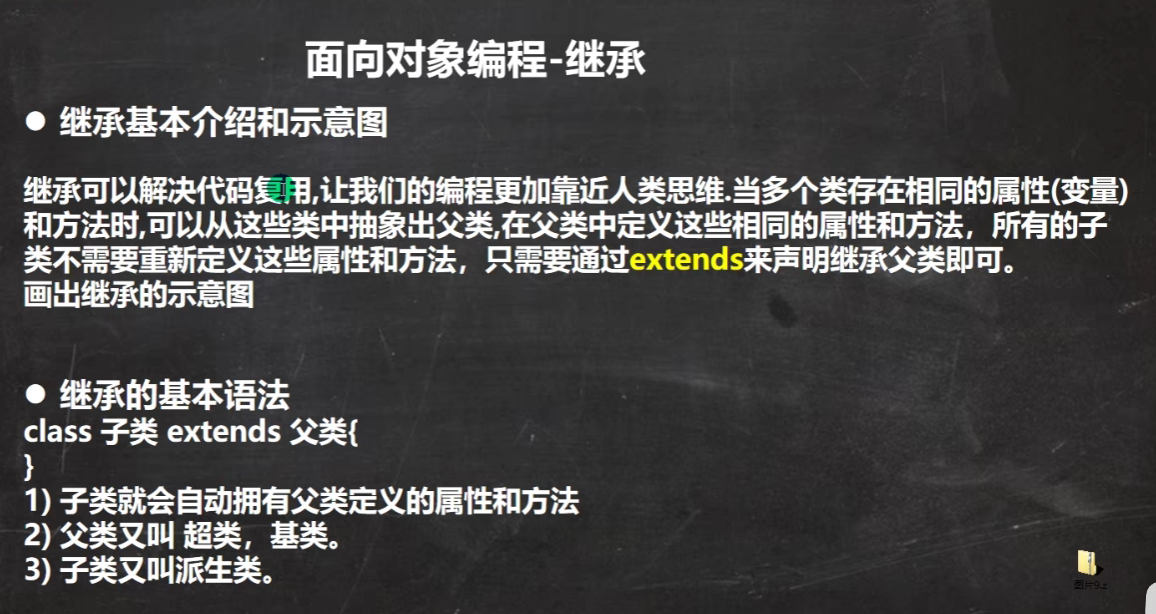 面向对象编程-继承
● 继承基本介绍和示意图
继承可以解决代码复用,让我们的编程更加靠近人类思维.当多个类存在相同的属性(变量)
和方法时,可以从这些类中抽象出父类,在父类中定义这些相同的属性和方法，所有的子
类不需要重新定义这些属性和方法，只需要通过extends来声明继承父类即可。
画出继承的示意图
● 继承的基本语法
class 子类 extends 父类{
}
1) 子类就会自动拥有父类定义的属性和方法
2) 父类又叫 超类，基类。
3) 子类又叫派生类。